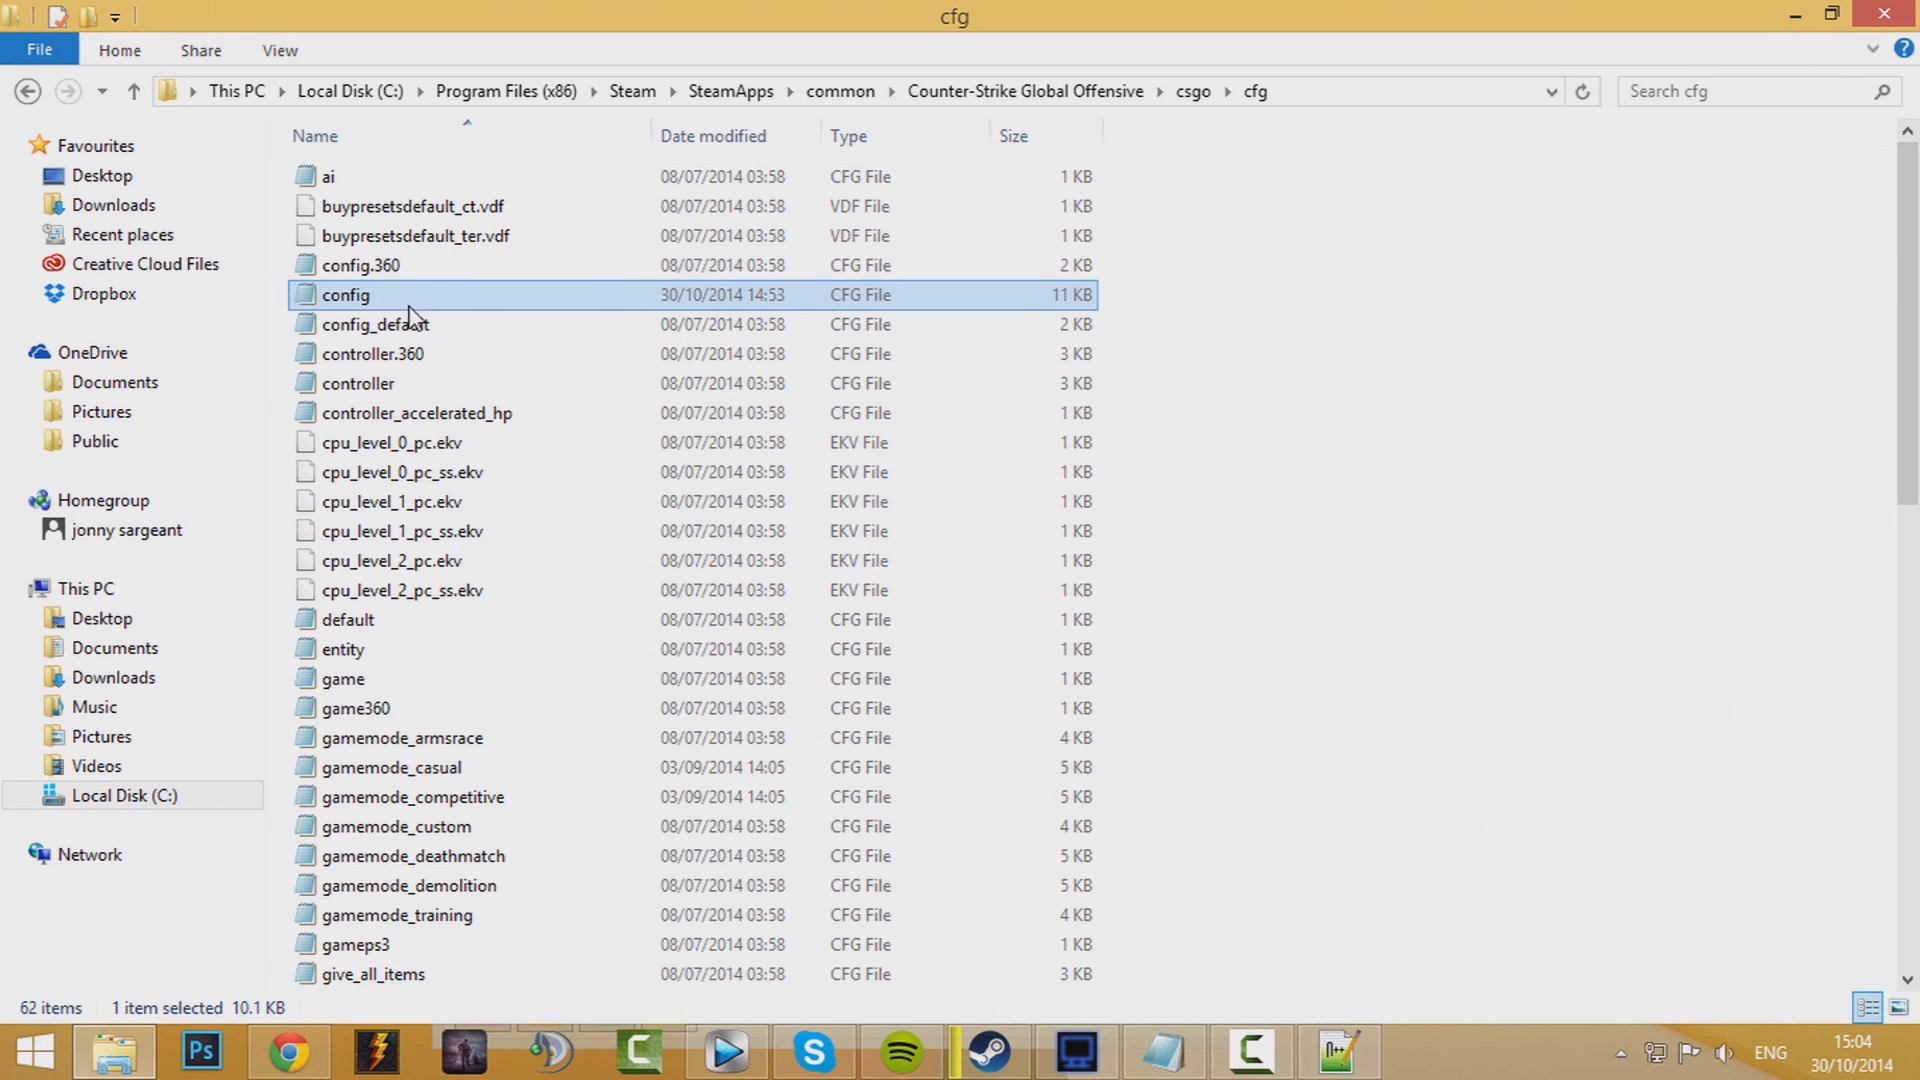 cfg
File Home Share View
This PC Local Disk (C:) Program Files (x86) Steam SteamApps common Counter-Strike Global Offensive csgo cfg Search cfg
Favourites
Desktop
Downloads
Recent places
Creative Cloud Files
Dropbox
OneDrive
Documents
Pictures
Public
Homegroup
jonny sargeant
This PC
Desktop
Documents
Downloads
Music
Pictures
Videos
Local Disk (C:)
Network
Name Date modified Type Size
ai 08/07/2014 03:58 CFG File 1 KB
buypresetsdefault_ct.vdf 08/07/2014 03:58 VDF File 1 KB
buypresetsdefault_ter.vdf 08/07/2014 03:58 VDF File 1 KB
config.360 08/07/2014 03:58 CFG File 2 KB
config 30/10/2014 14:53 CFG File 11 KB
config_default 08/07/2014 03:58 CFG File 2 KB
controller.360 08/07/2014 03:58 CFG File 3 KB
controller 08/07/2014 03:58 CFG File 3 KB
controller_accelerated_hp 08/07/2014 03:58 CFG File 1 KB
cpu_level_0_pc.ekv 08/07/2014 03:58 EKV File 1 KB
cpu_level_0_pc_ss.ekv 08/07/2014 03:58 EKV File 1 KB
cpu_level_1_pc.ekv 08/07/2014 03:58 EKV File 1 KB
cpu_level_1_pc_ss.ekv 08/07/2014 03:58 EKV File 1 KB
cpu_level_2_pc.ekv 08/07/2014 03:58 EKV File 1 KB
cpu_level_2_pc_ss.ekv 08/07/2014 03:58 EKV File 1 KB
default 08/07/2014 03:58 CFG File 1 KB
entity 08/07/2014 03:58 CFG File 1 KB
game 08/07/2014 03:58 CFG File 1 KB
game360 08/07/2014 03:58 CFG File 1 KB
gamemode_armsrace 08/07/2014 03:58 CFG File 4 KB
gamemode_casual 03/09/2014 14:05 CFG File 5 KB
gamemode_competitive 03/09/2014 14:05 CFG File 5 KB
gamemode_custom 08/07/2014 03:58 CFG File 4 KB
gamemode_deathmatch 08/07/2014 03:58 CFG File 5 KB
gamemode_demolition 08/07/2014 03:58 CFG File 5 KB
gamemode_training 08/07/2014 03:58 CFG File 4 KB
gameps3 08/07/2014 03:58 CFG File 1 KB
give_all_items 08/07/2014 03:58 CFG File 3 KB
62 items 1 item selected 10.1 KB
Ps
ENG
15:04
30/10/2014